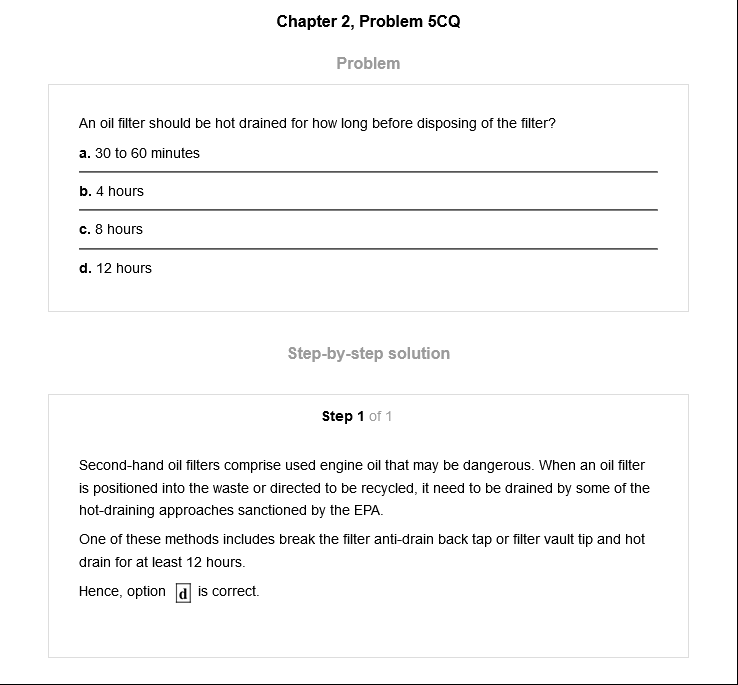 Chapter 2, Problem 5CQ
Problem
An oil filter should be hot drained for how long before disposing of the filter?
a. 30 to 60 minutes
b. 4 hours
c. 8 hours
d. 12 hours
Step-by-step solution
Step 1 of 1
Second-hand oil filters comprise used engine oil that may be dangerous. When an oil filter
is positioned into the waste or directed to be recycled, it need to be drained by some of the
hot-draining approaches sanctioned by the EPA.
One of these methods includes break the filter anti-drain back tap or filter vault tip and hot
drain for at least 12 hours.
Hence, option d is correct.